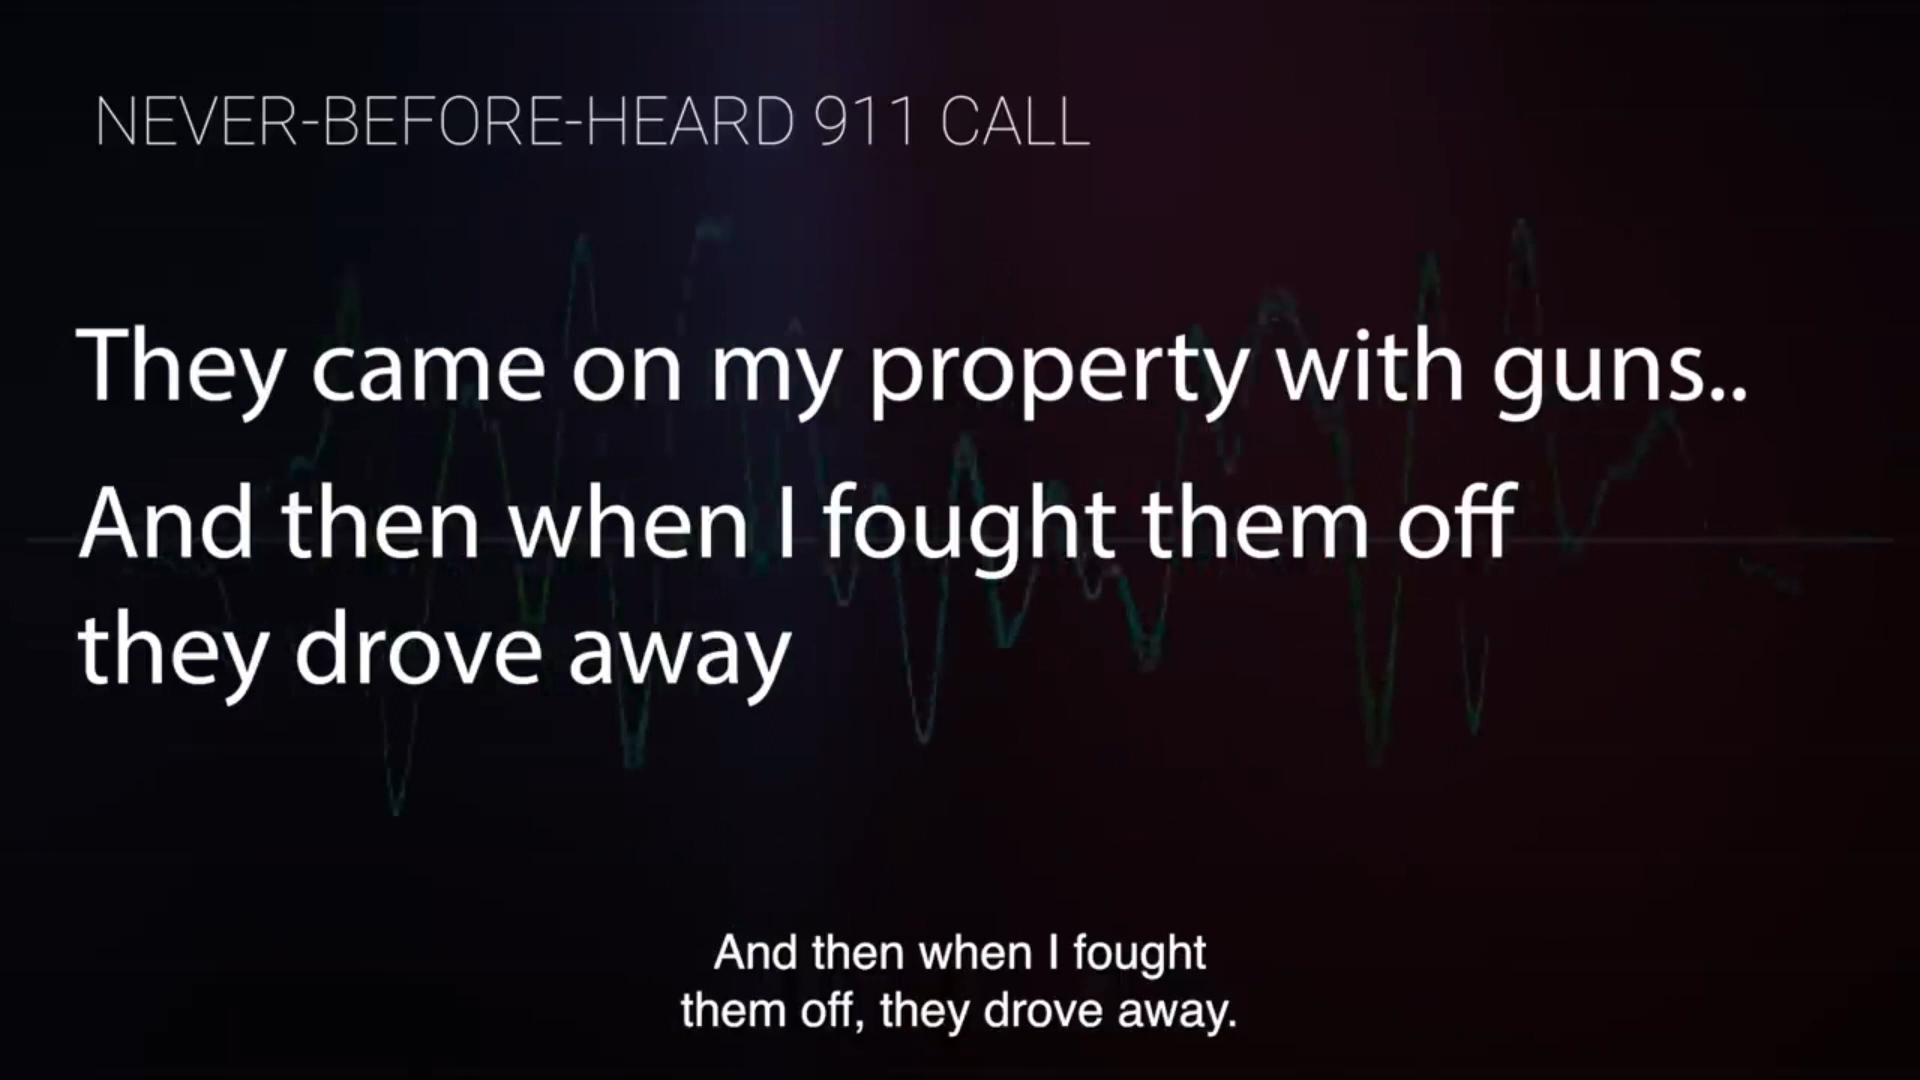 NEVER-BEFORE-HEARD 911 CALL
They came on my property with guns..
And then when I fought them off
they drove away
And then when I fought
them off, they drove away.